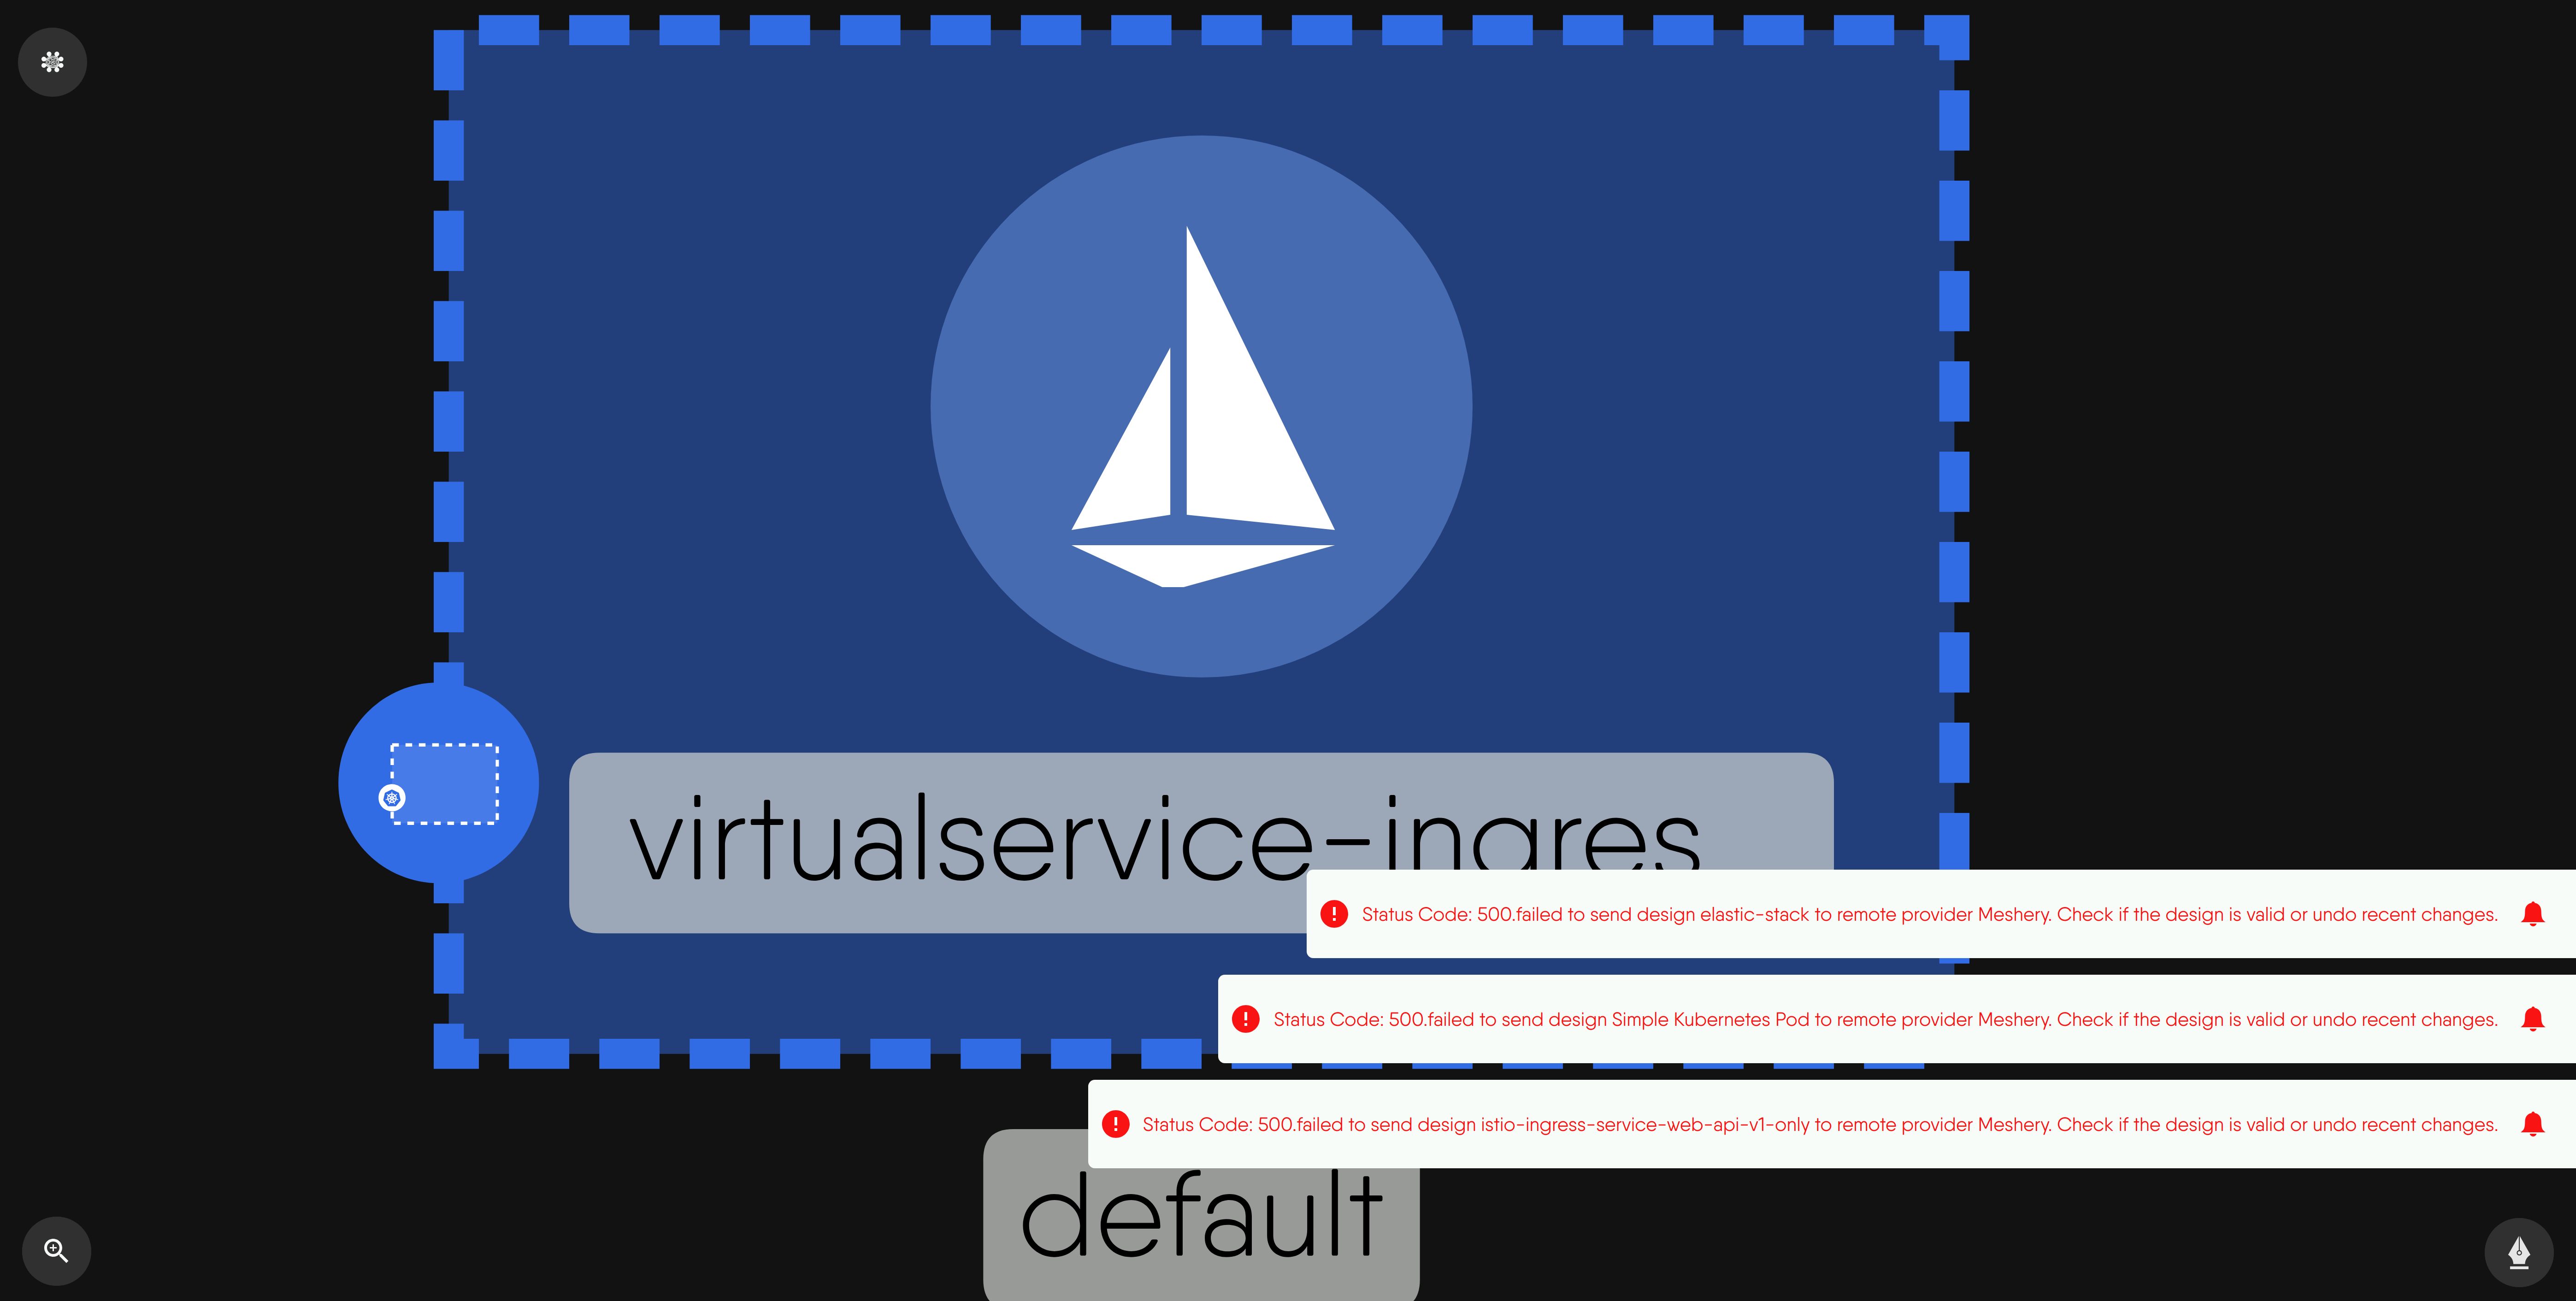 virtualservice-ingres
Status Code: 500.failed to send design elastic-stack to remote provider Meshery. Check if the design is valid or undo recent changes.
Status Code: 500.failed to send design Simple Kubernetes Pod to remote provider Meshery. Check if the design is valid or undo recent changes.
Status Code: 500.failed to send design istio-ingress-service-web-api-v1-only to remote provider Meshery. Check if the design is valid or undo recent changes.
default